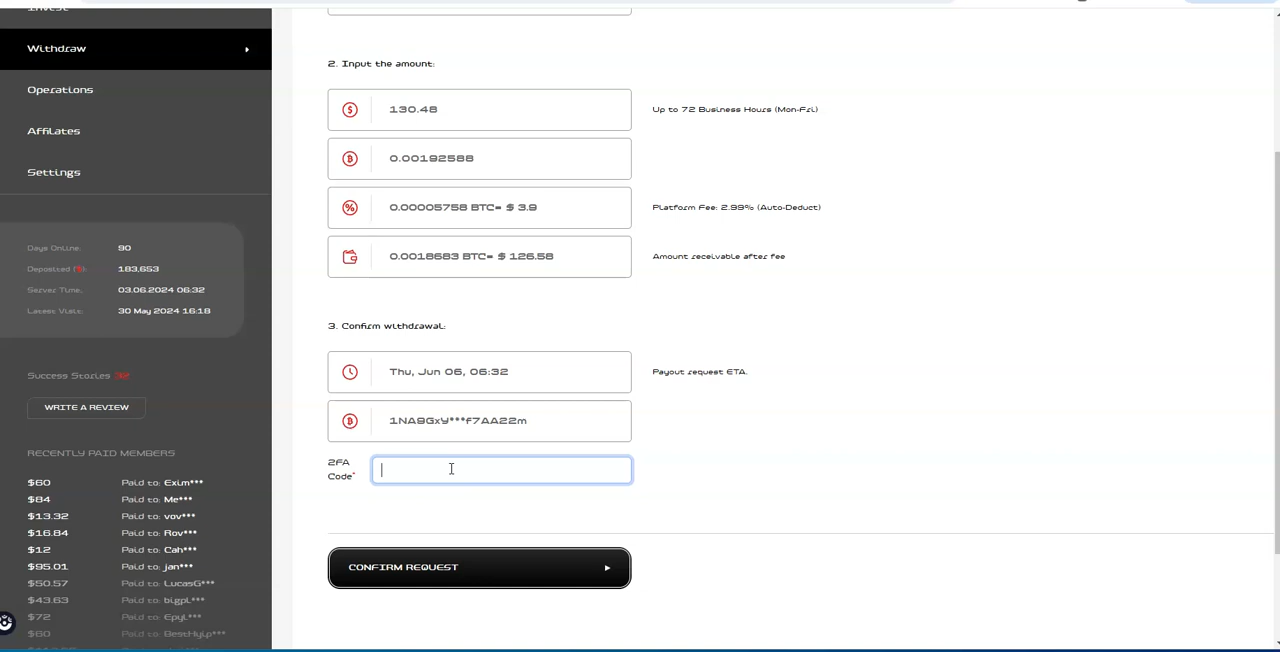 Invest
Withdraw
Operations
Affiliates
Settings
Days Online: 90
Deposited ($): 183,653
Server Time: 03.06.2024 06:32
Latest Visit: 30 May 2024 16:18
Success Stories
WRITE A REVIEW
RECENTLY PAID MEMBERS
$60 Paid to: Exim***
$84 Paid to: Me***
$13.32 Paid to: vov***
$16.84 Paid to: Rov***
$12 Paid to: Cah***
$95.01 Paid to: jan***
$50.57 Paid to: LucasG***
$43.63 Paid to: bigpl***
$72 Paid to: Epyl***
$60 Paid to: BestHyip***
2. Input the amount:
130.48 Up to 72 Business Hours (Mon-Fri)
0.00192588
0.00005758 BTC= $ 3.9 Platform Fee: 2.99% (Auto-Deduct)
0.0018683 BTC= $ 126.58 Amount receivable after fee
3. Confirm withdrawal:
Thu, Jun 06, 06:32 Payout request ETA.
1NA9GxY***f7AA22m
2FA
Code*
CONFIRM REQUEST